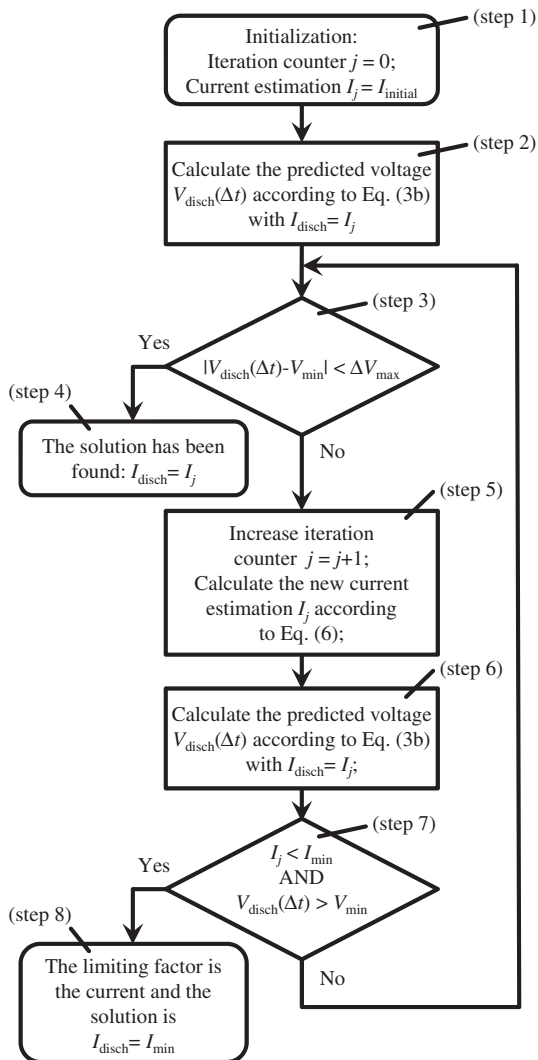 (step 1)
Initialization:
Iteration counter j = 0;
Current estimation I_j = I_initial
(step 2)
Calculate the predicted voltage
V_disch(Δt) according to Eq. (3b)
with I_disch= I_j
(step 3)
Yes
|V_disch(Δt)-V_min| < ΔV_max
(step 4)
The solution has been
found: I_disch= I_j
No
(step 5)
Increase iteration
counter j = j+1;
Calculate the new current
estimation I_j according
to Eq. (6);
(step 6)
Calculate the predicted voltage
V_disch(Δt) according to Eq. (3b)
with I_disch= I_j;
(step 7)
Yes
I_j < I_min
AND
V_disch(Δt) > V_min
(step 8)
The limiting factor is
the current and the
solution is
I_disch= I_min
No